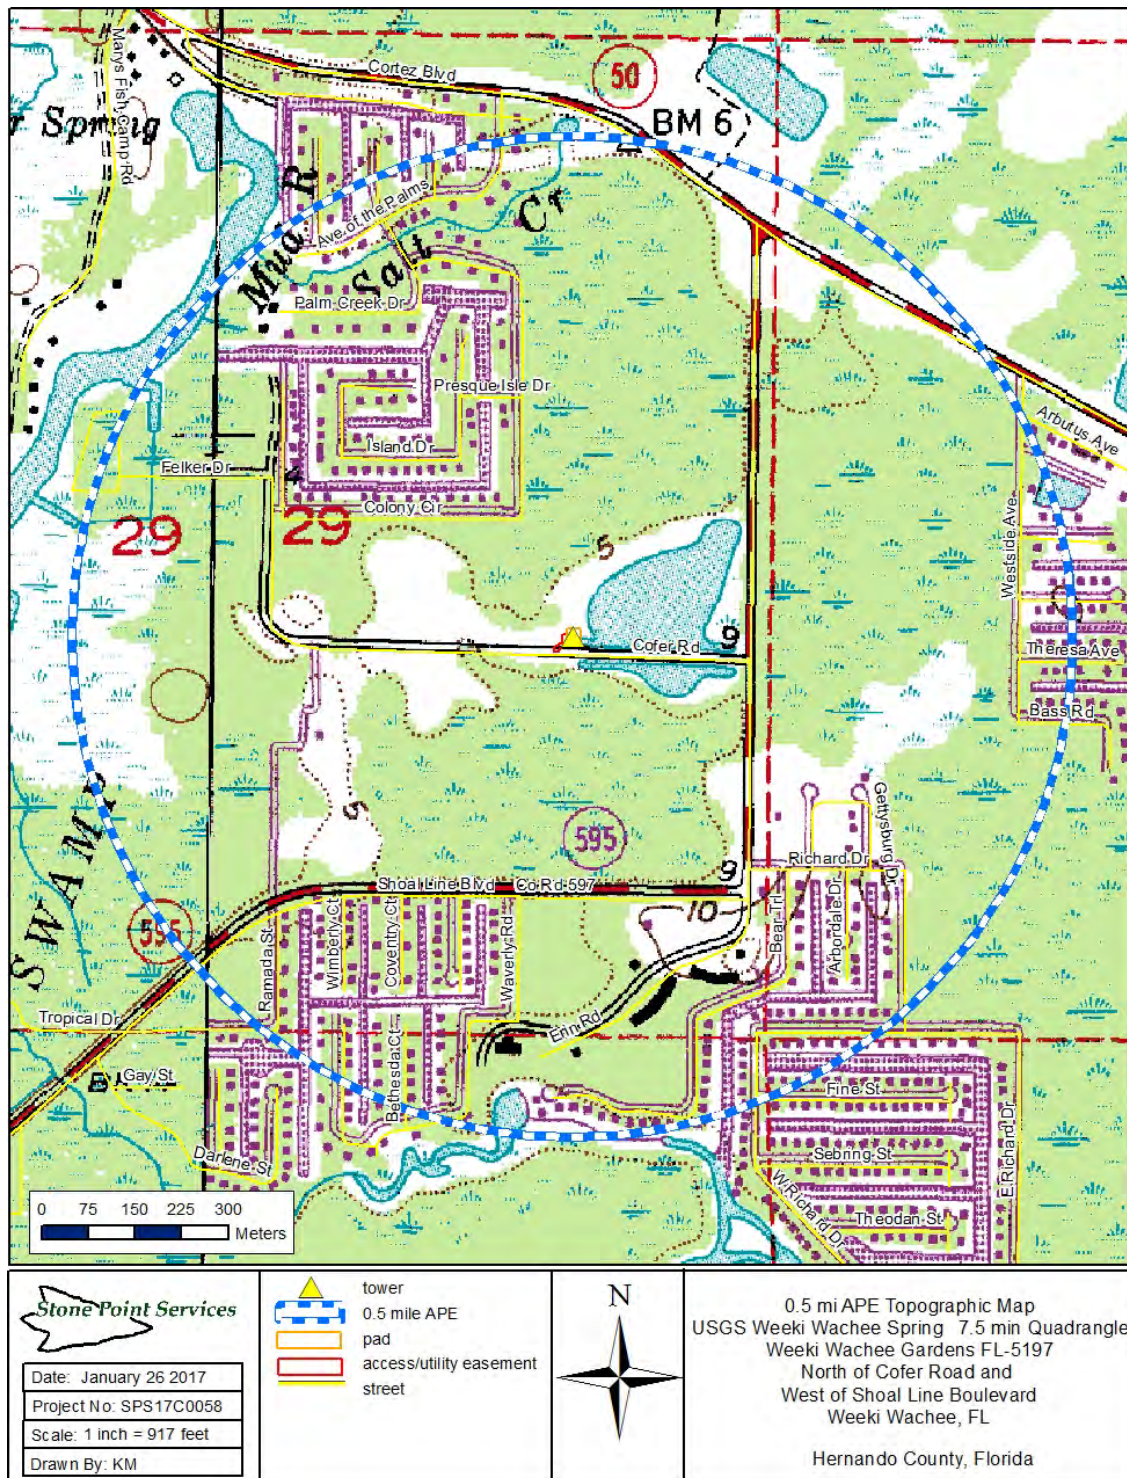 Cortez Blvd
50
Marys Fish Camp Rd
r Spring
BM 6
Mud R
Ave of the Palms
Salt Cr
Palm Creek Dr
Presque Isle Dr
Arbutus Ave
Island Dr
Felker Dr
4
Colony Cir
Westside Ave
29
29
5
9
Cofer Rd
Theresa Ave
Bass Rd
SWAMP
5
595
Gettysburg Dr
Richard Dr
9
Shoal Line Blvd Co Rd 597
10
595
Ramada St
Wimberly Ct
Coventry Ct
Waverly Rd
Bear Trl
Arbordale Dr
Tropical Dr
Erin Rd
Gay St
Bethesda Ct
Fine St
Darlene St
Sebring St
E Richard Dr
W Richard Dr
Theodan St
0 75 150 225 300
Meters
Stone Point Services
Date: January 26 2017
Project No: SPS17C0058
Scale: 1 inch = 917 feet
Drawn By: KM
tower
0.5 mile APE
pad
access/utility easement
street
N
0.5 mi APE Topographic Map
USGS Weeki Wachee Spring 7.5 min Quadrangle
Weeki Wachee Gardens FL-5197
North of Cofer Road and
West of Shoal Line Boulevard
Weeki Wachee, FL
Hernando County, Florida